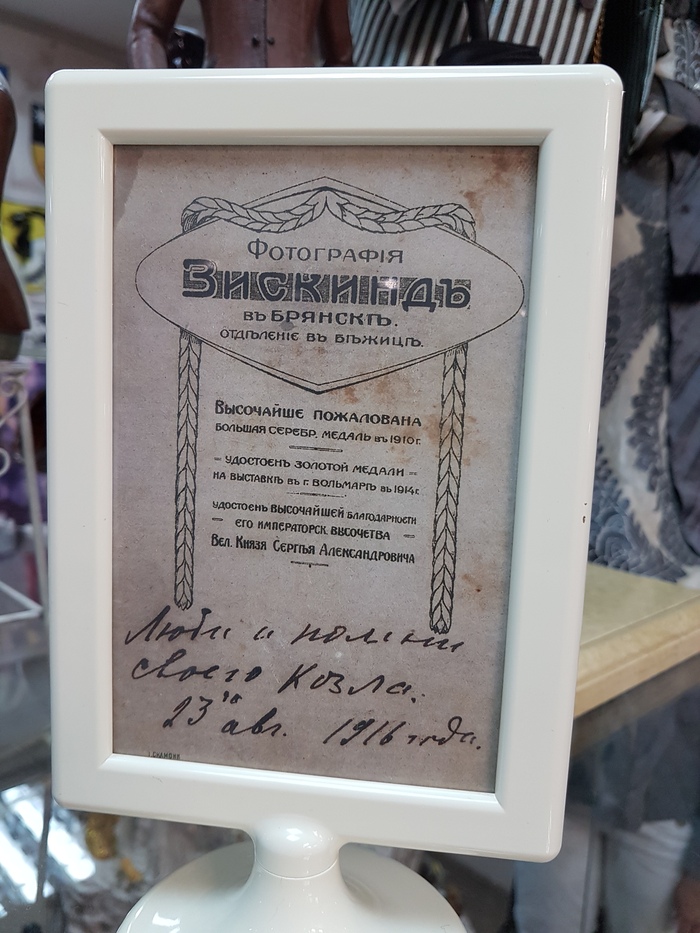 Фотографія
Зискиндъ
въ Брянскѣ.
отдѣленіе въ Бѣжицѣ.
Высочайше пожалована
большая серебр. медаль въ 1910 г.
— удостоенъ золотой медали —
на выставкѣ въ г. Вольмарѣ въ 1914 г.
удостоенъ высочайшей благодарности
— его императорск. высочетва —
Вел. Князя Сергѣя Александровича
Люби и помни
своего Козла.
23го авг. 1916 года.